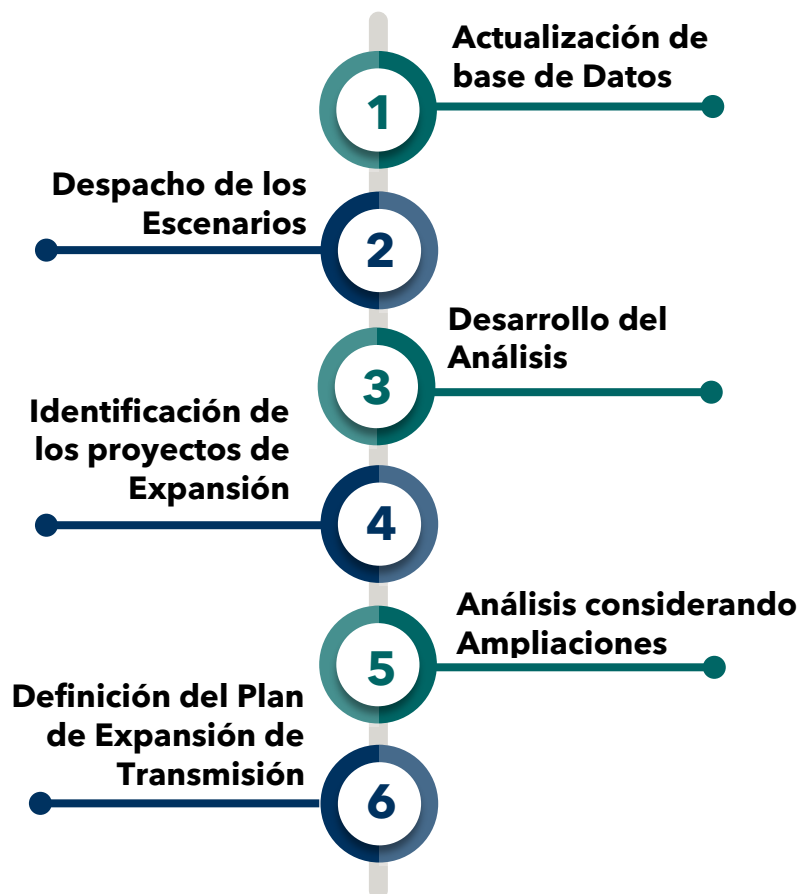 Actualización de
base de Datos
1
Despacho de los
Escenarios
2
Desarrollo del
Análisis
3
Identificación de
los proyectos de
Expansión
4
Análisis considerando
Ampliaciones
5
Definición del Plan
de Expansión de
Transmisión
6